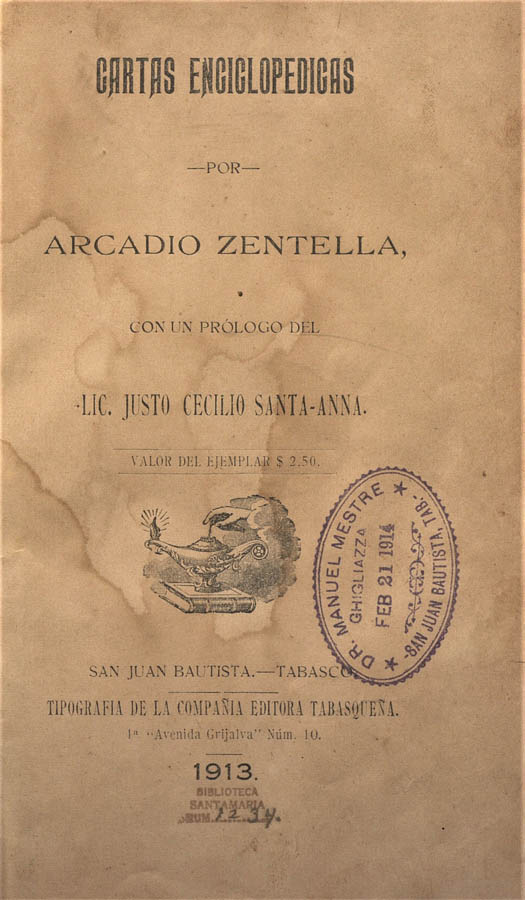 CARTAS ENCICLOPEDICAS
—POR—
ARCADIO ZENTELLA,
CON UN PRÓLOGO DEL
LIC. JUSTO CECILIO SANTA-ANNA.
VALOR DEL EJEMPLAR $ 2.50.
DR. MANUEL MESTRE
GHIGLIAZZA
FEB 21 1914
SAN JUAN BAUTISTA, TAB.
SAN JUAN BAUTISTA.—TABASCO.
TIPOGRAFIA DE LA COMPAÑIA EDITORA TABASQUEÑA.
1ª "Avenida Grijalva" Núm. 10.
1913.
BIBLIOTECA
SANTAMARIA
NUM. 1234.